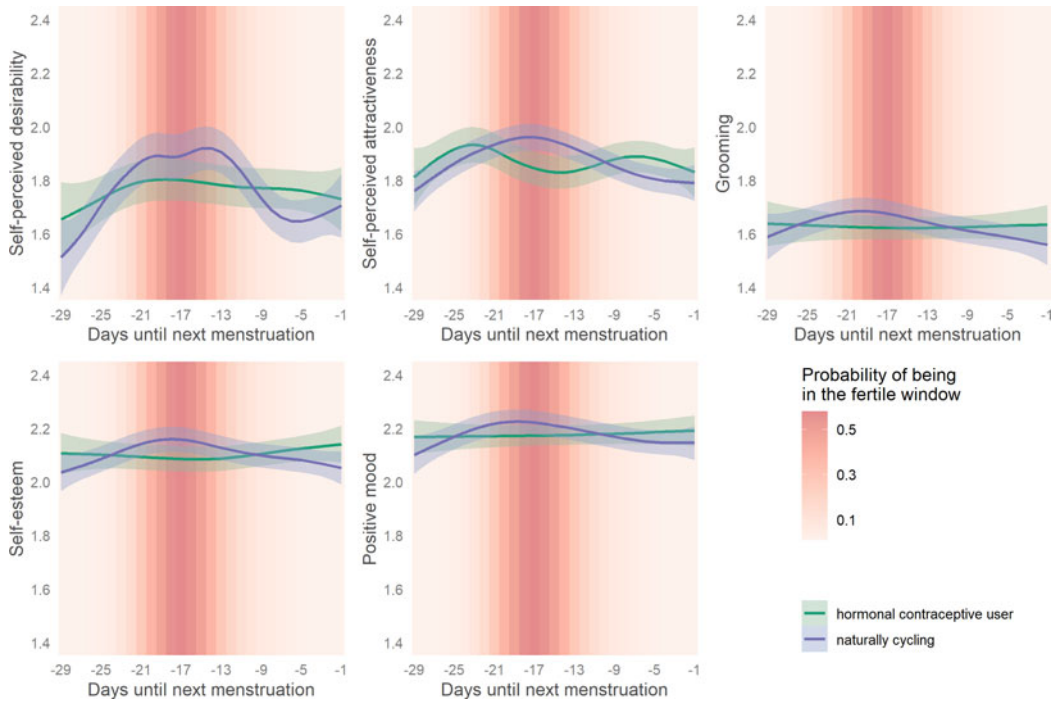 Self-perceived desirability
2.4
2.2
2.0
1.8
1.6
1.4
-29 -25 -21 -17 -13 -9 -5 -1
Days until next menstruation
Self-perceived attractiveness
2.4
2.2
2.0
1.8
1.6
1.4
-29 -25 -21 -17 -13 -9 -5 -1
Days until next menstruation
Grooming
2.4
2.2
2.0
1.8
1.6
1.4
-29 -25 -21 -17 -13 -9 -5 -1
Days until next menstruation
Self-esteem
2.4
2.2
2.0
1.8
1.6
1.4
-29 -25 -21 -17 -13 -9 -5 -1
Days until next menstruation
Positive mood
2.4
2.2
2.0
1.8
1.6
1.4
-29 -25 -21 -17 -13 -9 -5 -1
Days until next menstruation
Probability of being
in the fertile window
0.5
0.3
0.1
hormonal contraceptive user
naturally cycling